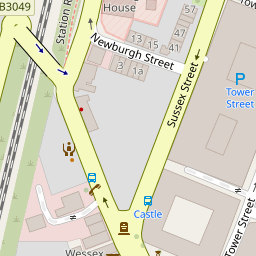 57
B3049
Station R
House
13 15
41
Newburgh Street
3 1a
P
Tower
Street
Sussex Street
Castle
Tower Street
Wessex